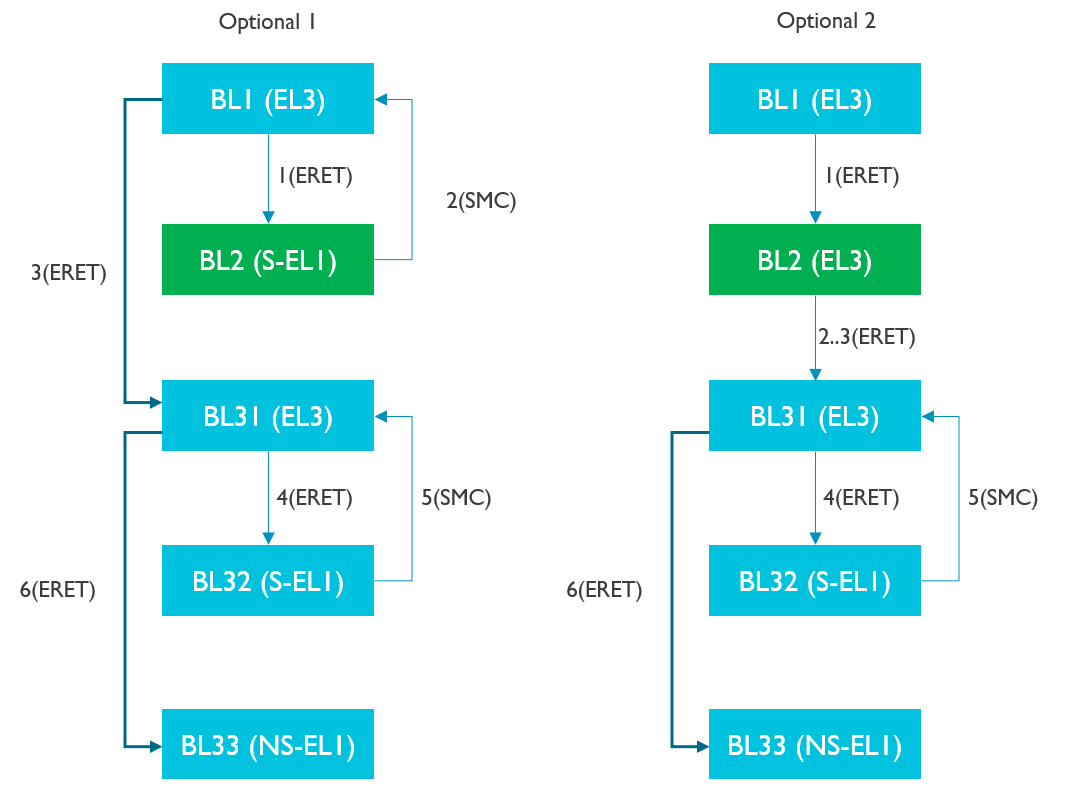 Optional 1
BL1 (EL3)
1(ERET)
2(SMC)
BL2 (S-EL1)
3(ERET)
BL31 (EL3)
4(ERET)
5(SMC)
BL32 (S-EL1)
6(ERET)
BL33 (NS-EL1)
Optional 2
BL1 (EL3)
1(ERET)
BL2 (EL3)
2..3(ERET)
BL31 (EL3)
4(ERET)
5(SMC)
BL32 (S-EL1)
6(ERET)
BL33 (NS-EL1)